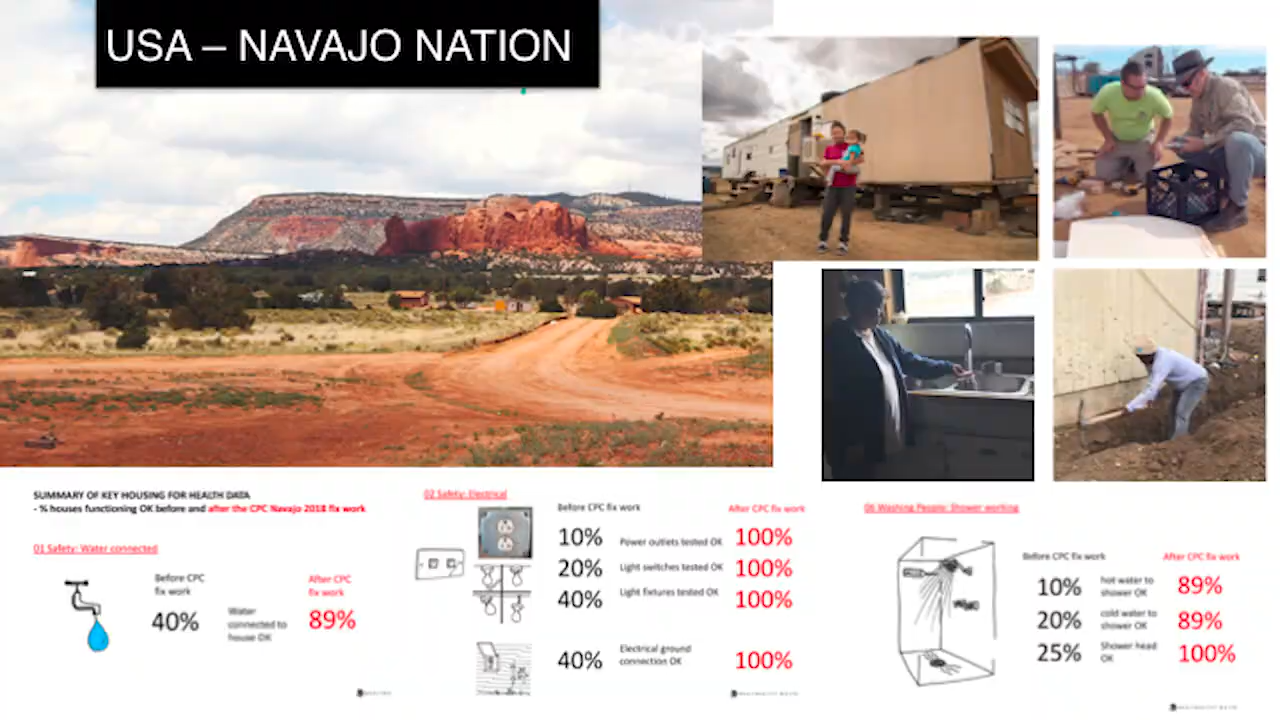 USA – NAVAJO NATION
SUMMARY OF KEY HOUSING FOR HEALTH DATA
- % houses functioning OK before and after the CPC Navajo 2018 fix work
01 Safety: Water connected
Before CPC
fix work
After CPC
fix work
40%
Water
connected to
house OK
89%
02 Safety: Electrical
Before CPC fix work
After CPC fix work
10% Power outlets tested OK 100%
20% Light switches tested OK 100%
40% Light fixtures tested OK 100%
40%
Electrical ground
connection OK
100%
06 Washing People: Shower working
Before CPC fix work
After CPC fix work
10%
hot water to
shower OK
89%
20%
cold water to
shower OK
89%
25%
Shower head
OK
100%